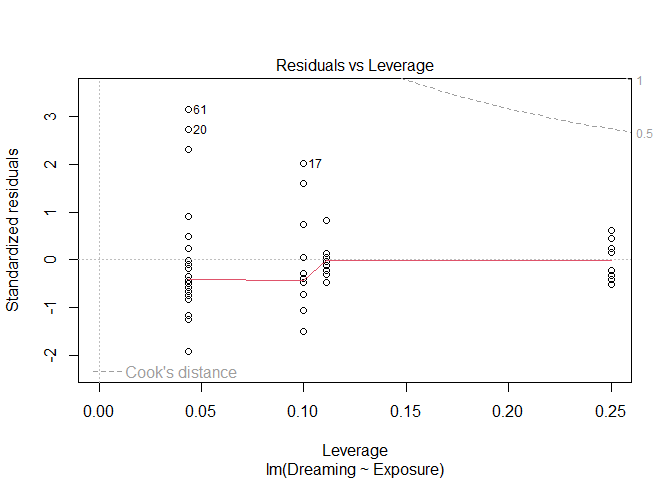 Residuals vs Leverage
Standardized residuals
3
2
1
0
-1
-2
61
20
17
1
0.5
Cook's distance
0.00 0.05 0.10 0.15 0.20 0.25
Leverage
lm(Dreaming ~ Exposure)